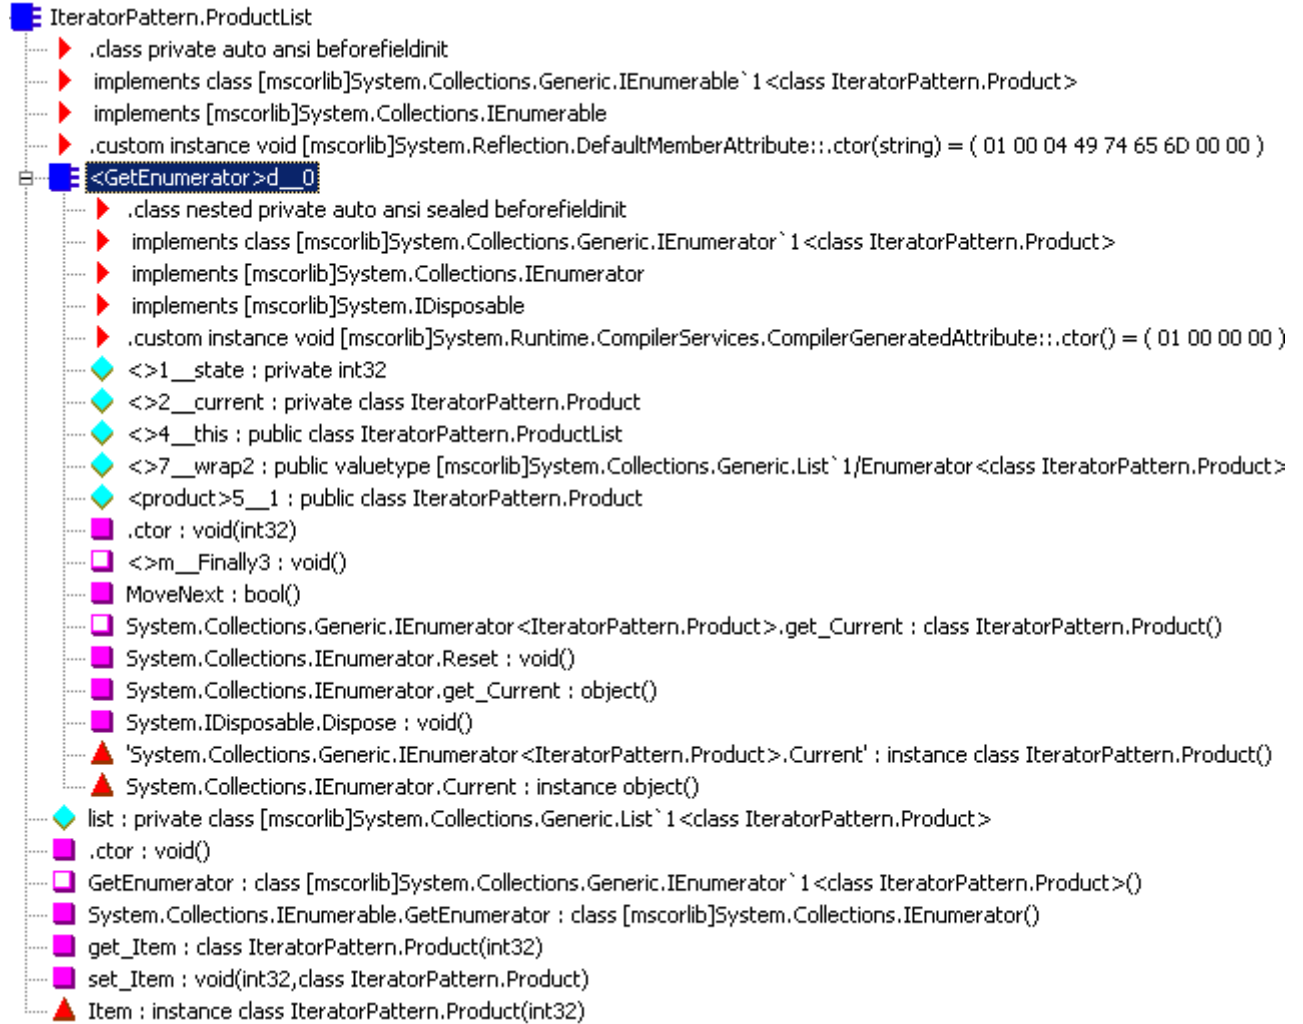 IteratorPattern.ProductList
.class private auto ansi beforefieldinit
implements class [mscorlib]System.Collections.Generic.IEnumerable`1<class IteratorPattern.Product>
implements [mscorlib]System.Collections.IEnumerable
.custom instance void [mscorlib]System.Reflection.DefaultMemberAttribute::.ctor(string) = ( 01 00 04 49 74 65 6D 00 00 )
<GetEnumerator>d__0
.class nested private auto ansi sealed beforefieldinit
implements class [mscorlib]System.Collections.Generic.IEnumerator`1<class IteratorPattern.Product>
implements [mscorlib]System.Collections.IEnumerator
implements [mscorlib]System.IDisposable
.custom instance void [mscorlib]System.Runtime.CompilerServices.CompilerGeneratedAttribute::.ctor() = ( 01 00 00 00 )
<>1__state : private int32
<>2__current : private class IteratorPattern.Product
<>4__this : public class IteratorPattern.ProductList
<>7__wrap2 : public valuetype [mscorlib]System.Collections.Generic.List`1/Enumerator<class IteratorPattern.Product>
<product>5__1 : public class IteratorPattern.Product
.ctor : void(int32)
<>m__Finally3 : void()
MoveNext : bool()
System.Collections.Generic.IEnumerator<IteratorPattern.Product>.get_Current : class IteratorPattern.Product()
System.Collections.IEnumerator.Reset : void()
System.Collections.IEnumerator.get_Current : object()
System.IDisposable.Dispose : void()
'System.Collections.Generic.IEnumerator<IteratorPattern.Product>.Current' : instance class IteratorPattern.Product()
System.Collections.IEnumerator.Current : instance object()
list : private class [mscorlib]System.Collections.Generic.List`1<class IteratorPattern.Product>
.ctor : void()
GetEnumerator : class [mscorlib]System.Collections.Generic.IEnumerator`1<class IteratorPattern.Product>()
System.Collections.IEnumerable.GetEnumerator : class [mscorlib]System.Collections.IEnumerator()
get_Item : class IteratorPattern.Product(int32)
set_Item : void(int32,class IteratorPattern.Product)
Item : instance class IteratorPattern.Product(int32)